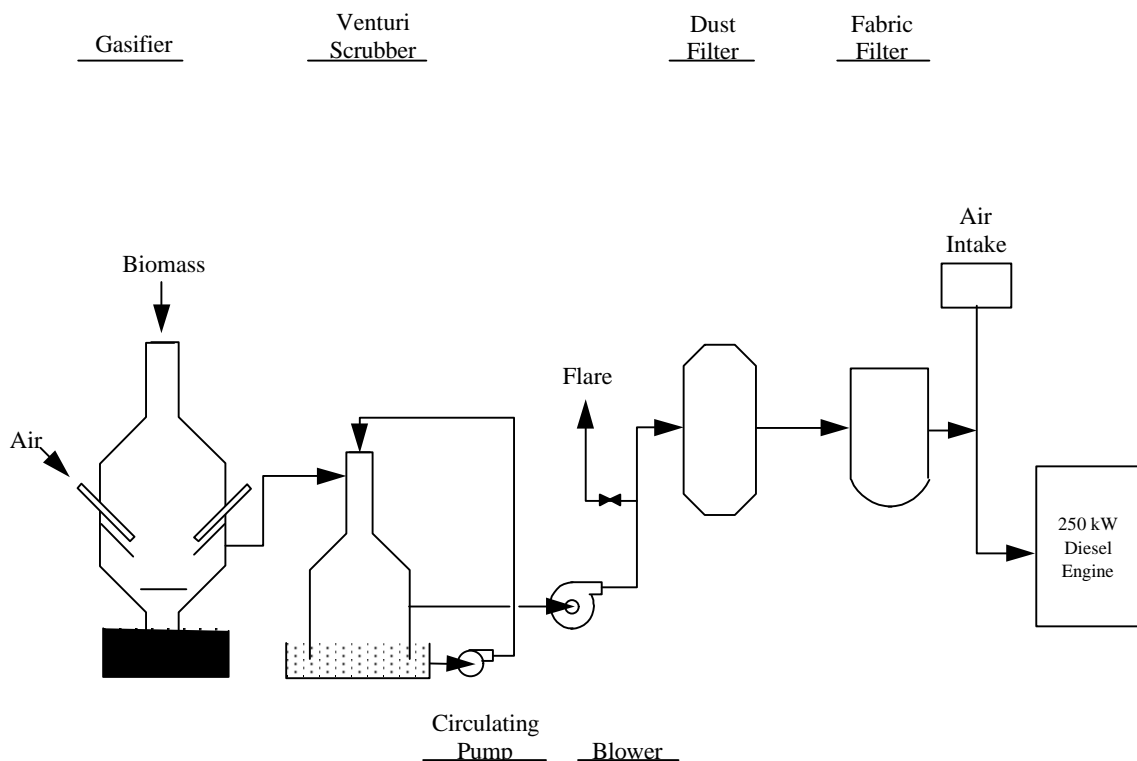 Gasifier
Venturi
Scrubber
Dust
Filter
Fabric
Filter
Air
Intake
Biomass
Flare
Air
250 kW
Diesel
Engine
Circulating
Pump
Blower